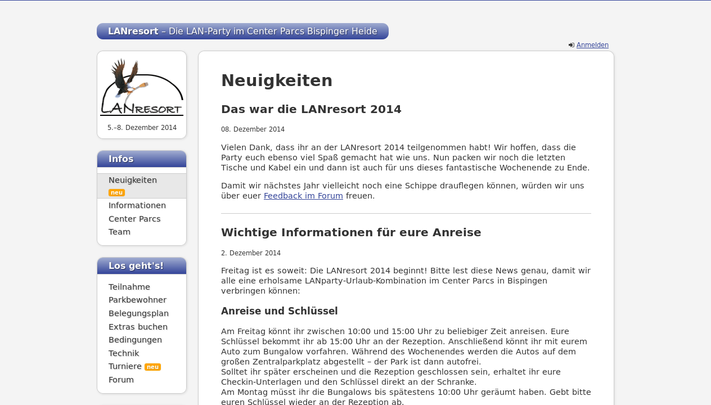 LANresort – Die LAN-Party im Center Parcs Bispinger Heide
Anmelden
LANRESORT
5.–8. Dezember 2014
Infos
Neuigkeiten
neu
Informationen
Center Parcs
Team
Los geht's!
Teilnahme
Parkbewohner
Belegungsplan
Extras buchen
Bedingungen
Technik
Turniere neu
Forum
Neuigkeiten
Das war die LANresort 2014
08. Dezember 2014
Vielen Dank, dass ihr an der LANresort 2014 teilgenommen habt! Wir hoffen, dass die
Party euch ebenso viel Spaß gemacht hat wie uns. Nun packen wir noch die letzten
Tische und Kabel ein und dann ist auch für uns dieses fantastische Wochenende zu Ende.
Damit wir nächstes Jahr vielleicht noch eine Schippe drauflegen können, würden wir uns
über euer Feedback im Forum freuen.
Wichtige Informationen für eure Anreise
2. Dezember 2014
Freitag ist es soweit: Die LANresort 2014 beginnt! Bitte lest diese News genau, damit wir
alle eine erholsame LANparty-Urlaub-Kombination im Center Parcs in Bispingen
verbringen können:
Anreise und Schlüssel
Am Freitag könnt ihr zwischen 10:00 und 15:00 Uhr zu beliebiger Zeit anreisen. Eure
Schlüssel bekommt ihr ab 15:00 Uhr an der Rezeption. Anschließend könnt ihr mit eurem
Auto zum Bungalow vorfahren. Während des Wochenendes werden die Autos auf dem
großen Zentralparkplatz abgestellt – der Park ist dann autofrei.
Solltet ihr später erscheinen und die Rezeption geschlossen sein, erhaltet ihr eure
Checkin-Unterlagen und den Schlüssel direkt an der Schranke.
Am Montag müsst ihr die Bungalows bis spätestens 10:00 Uhr geräumt haben. Gebt bitte
euren Schlüssel wieder an der Rezeption ab.